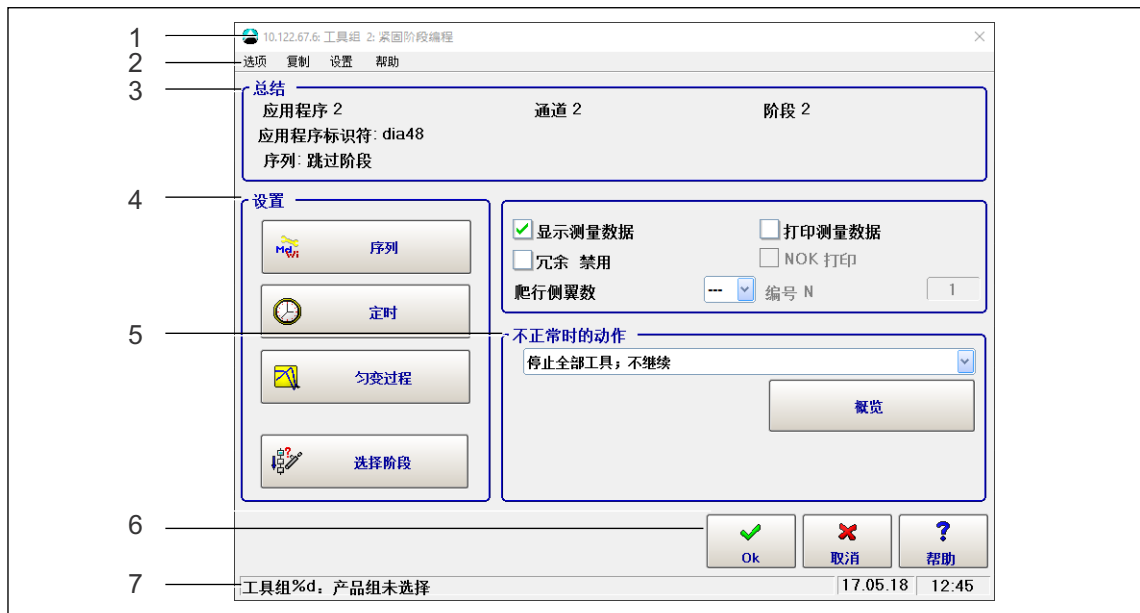 1
10.122.67.6: 工具组 2: 紧固阶段编程
2
选项 复制 设置 帮助
3
总结
应用程序 2 通道 2 阶段 2
应用程序标识符: dia48
序列: 跳过阶段
4
设置
序列
定时
匀变过程
选择阶段
显示测量数据 打印测量数据
冗余 禁用 NOK 打印
爬行侧翼数 --- 编号 N 1
5
不正常时的动作
停止全部工具; 不继续
概览
6
Ok 取消 帮助
7
工具组%d: 产品组未选择 17.05.18 12:45